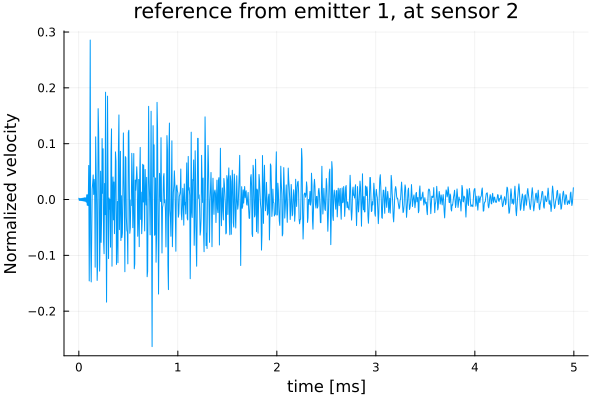 reference from emitter 1, at sensor 2
Normalized velocity
0.3
0.2
0.1
0.0
−0.1
−0.2
0 1 2 3 4 5
time [ms]